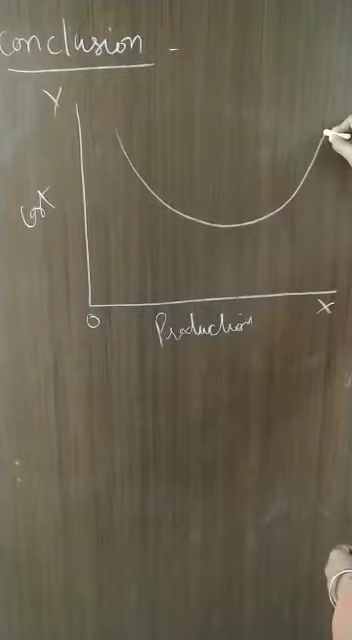 Conclusion -
Y
Cost
O
Production
X